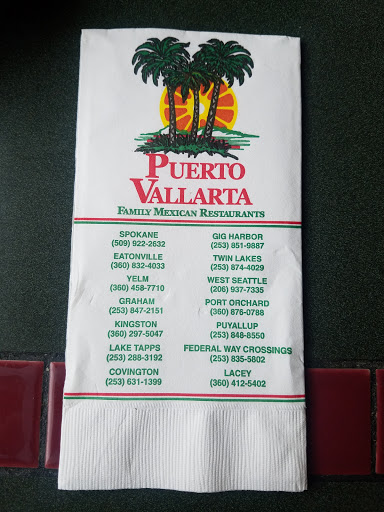 PUERTO
VALLARTA
FAMILY MEXICAN RESTAURANTS
SPOKANE
(509) 922-2632
EATONVILLE
(360) 832-4033
YELM
(360) 458-7710
GRAHAM
(253) 847-2151
KINGSTON
(360) 297-5047
LAKE TAPPS
(253) 288-3192
COVINGTON
(253) 631-1399
GIG HARBOR
(253) 851-9887
TWIN LAKES
(253) 874-4029
WEST SEATTLE
(206) 937-7335
PORT ORCHARD
(360) 876-0788
PUYALLUP
(253) 848-8550
FEDERAL WAY CROSSINGS
(253) 835-5802
LACEY
(360) 412-5402